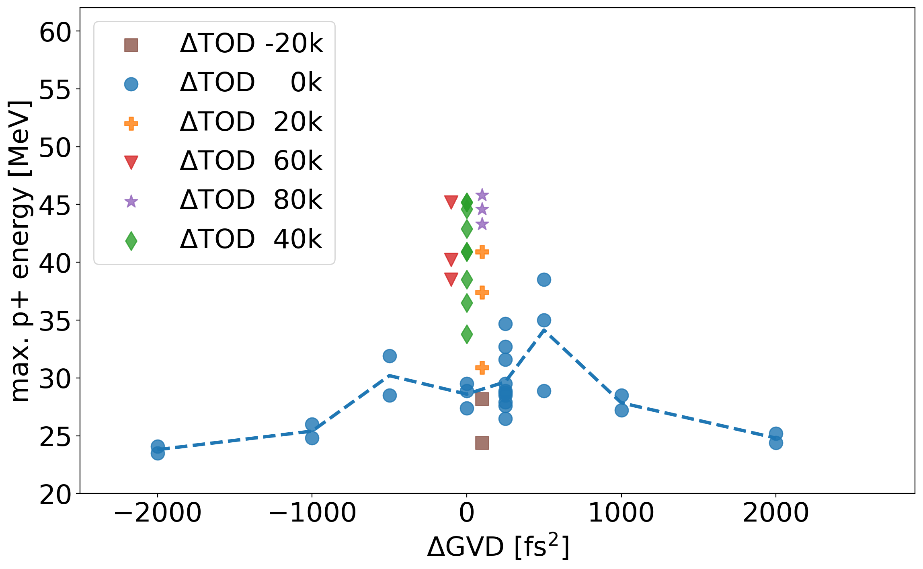 60
55
50
45
40
35
30
25
20
max. p+ energy [MeV]
ΔTOD -20k
ΔTOD 0k
ΔTOD 20k
ΔTOD 60k
ΔTOD 80k
ΔTOD 40k
−2000
−1000
0
1000
2000
ΔGVD [fs²]